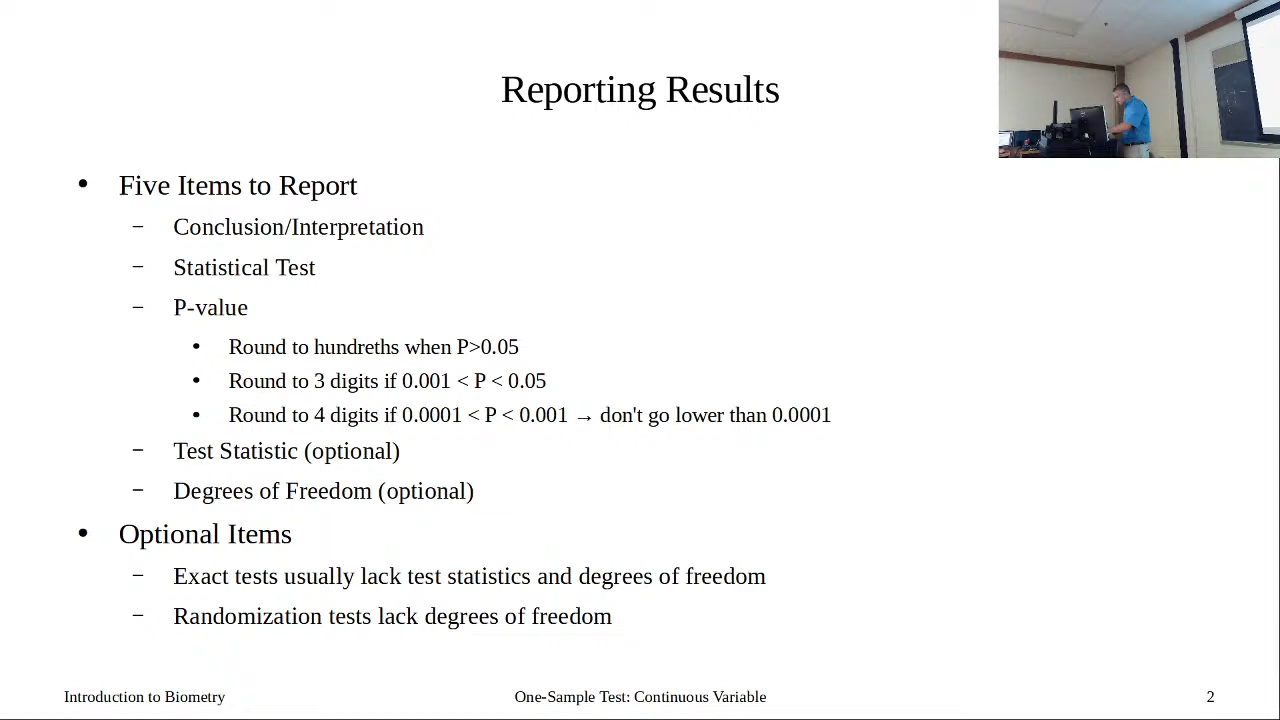 Reporting Results
• Five Items to Report
– Conclusion/Interpretation
– Statistical Test
– P-value
• Round to hundreths when P>0.05
• Round to 3 digits if 0.001 < P < 0.05
• Round to 4 digits if 0.0001 < P < 0.001 → don't go lower than 0.0001
– Test Statistic (optional)
– Degrees of Freedom (optional)
• Optional Items
– Exact tests usually lack test statistics and degrees of freedom
– Randomization tests lack degrees of freedom
Introduction to Biometry
One-Sample Test: Continuous Variable
2